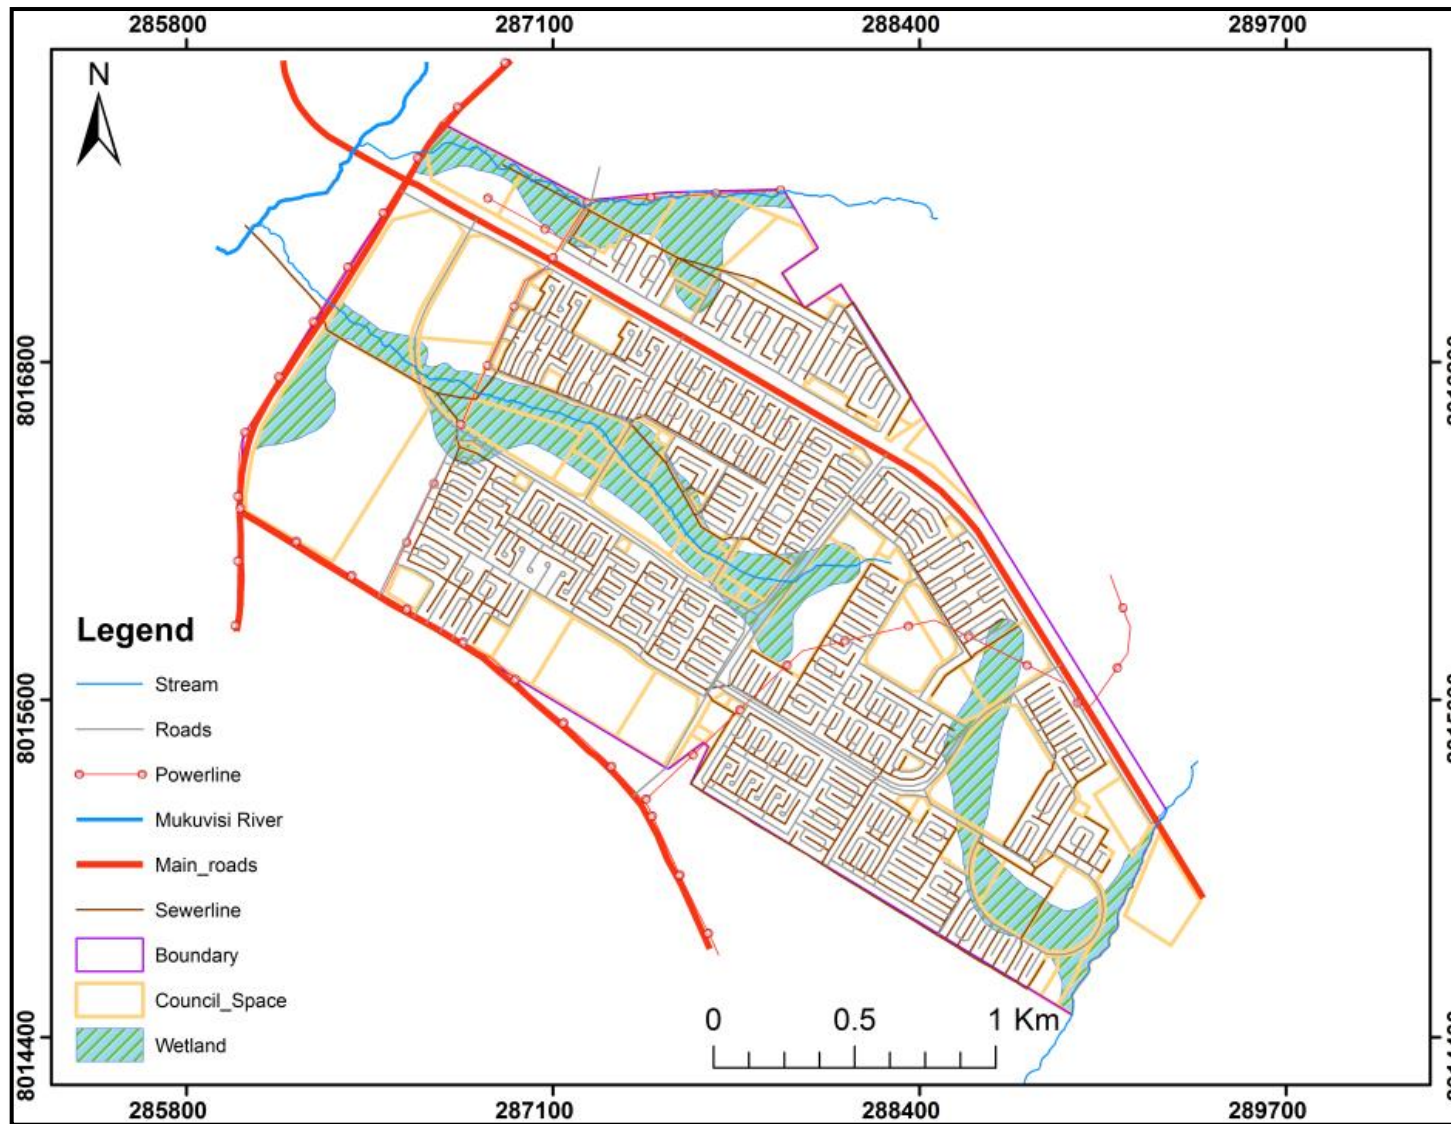 285800 287100 288400 289700
N
8016800
8015600
8014400
Legend
Stream
Roads
Powerline
Mukuvisi River
Main_roads
Sewerline
Boundary
Council_Space
Wetland
0 0.5 1 Km
285800 287100 288400 289700